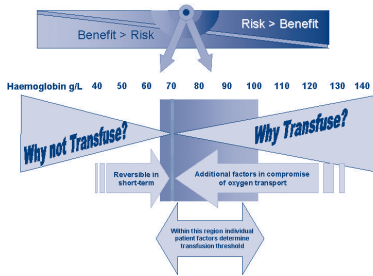 Risk > Benefit
Benefit > Risk
Haemoglobin g/L 40 50 60 70 80 90 100 110 120 130 140
Why not Transfuse?
Why Transfuse?
Reversible in
short-term
Additional factors in compromise
of oxygen transport
Within this region individual
patient factors determine
transfusion threshold